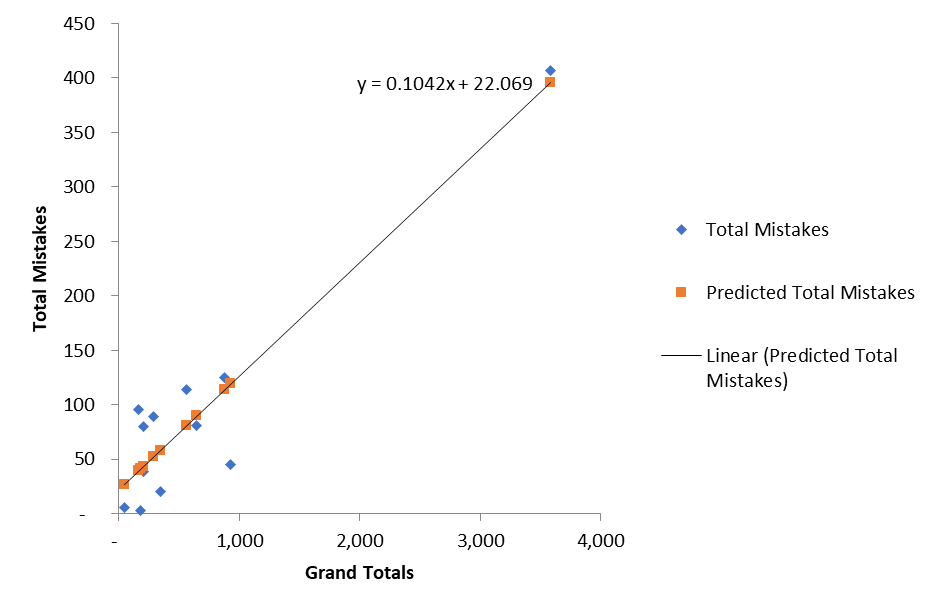 450
400
350
300
250
200
150
100
50
-
Total Mistakes
y = 0.1042x + 22.069
-
1,000
2,000
3,000
4,000
Grand Totals
Total Mistakes
Predicted Total Mistakes
Linear (Predicted Total
Mistakes)